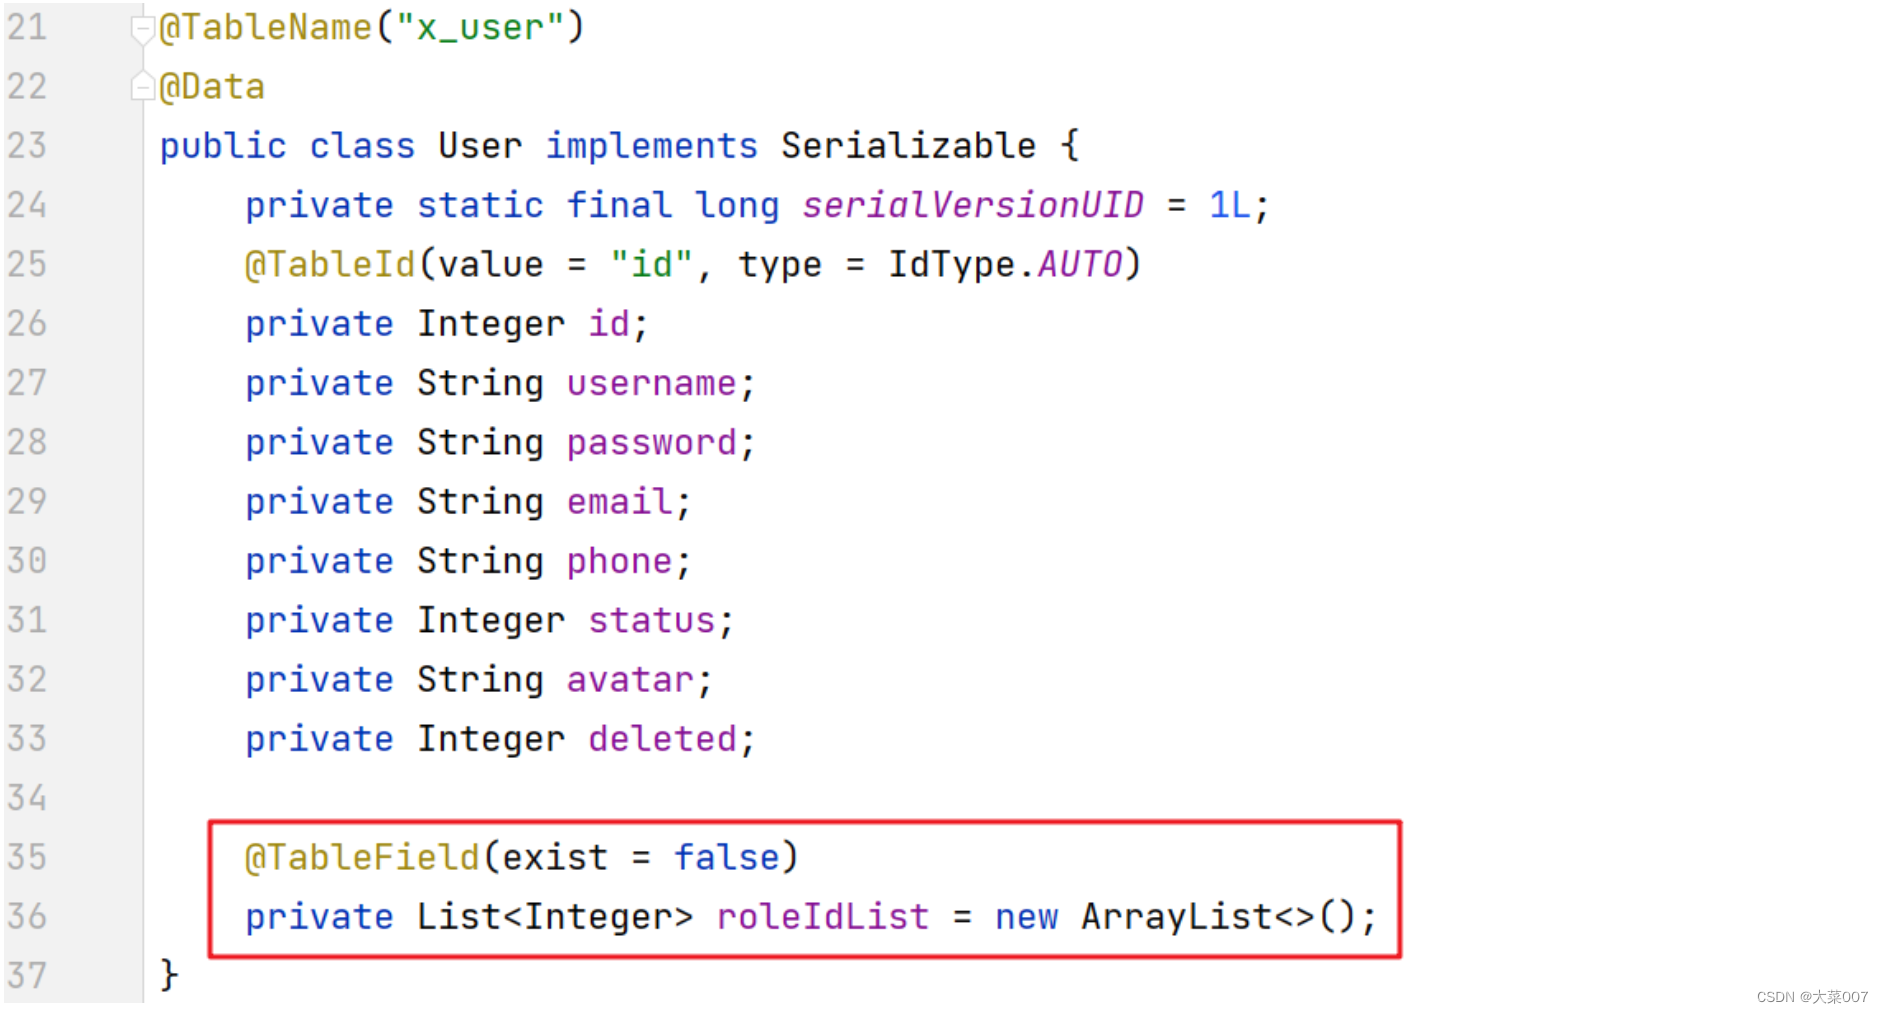 21 @TableName("x_user")
22 @Data
23 public class User implements Serializable {
24 private static final long serialVersionUID = 1L;
25 @TableId(value = "id", type = IdType.AUTO)
26 private Integer id;
27 private String username;
28 private String password;
29 private String email;
30 private String phone;
31 private Integer status;
32 private String avatar;
33 private Integer deleted;
34
35 @TableField(exist = false)
36 private List<Integer> roleIdList = new ArrayList<>();
37 }
CSDN @大菜007